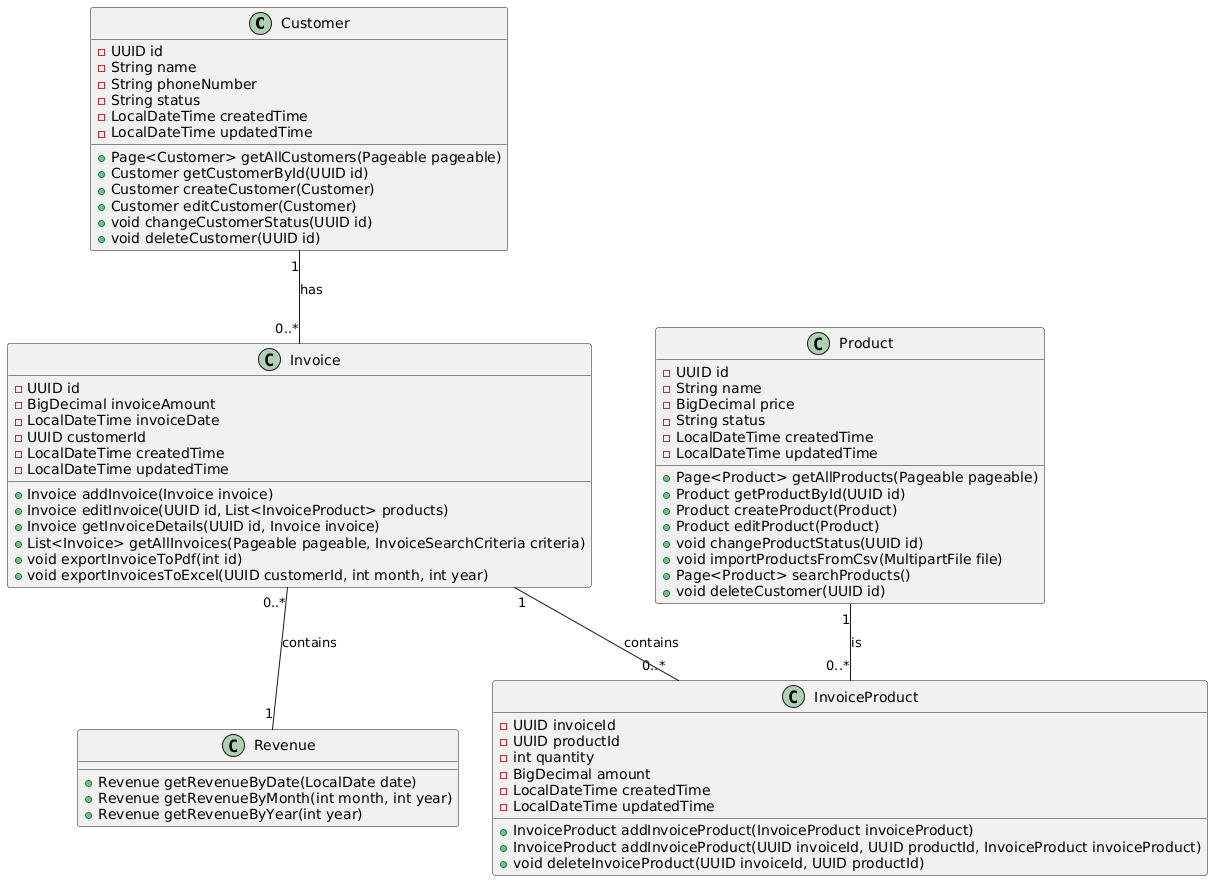 C Customer
UUID id
String name
String phoneNumber
String status
LocalDateTime createdTime
LocalDateTime updatedTime
Page<Customer> getAllCustomers(Pageable pageable)
Customer getCustomerById(UUID id)
Customer createCustomer(Customer)
Customer editCustomer(Customer)
void changeCustomerStatus(UUID id)
void deleteCustomer(UUID id)
1
has
0..*
C Invoice
UUID id
BigDecimal invoiceAmount
LocalDateTime invoiceDate
UUID customerId
LocalDateTime createdTime
LocalDateTime updatedTime
Invoice addInvoice(Invoice invoice)
Invoice editInvoice(UUID id, List<InvoiceProduct> products)
Invoice getInvoiceDetails(UUID id, Invoice invoice)
List<Invoice> getAllInvoices(Pageable pageable, InvoiceSearchCriteria criteria)
void exportInvoiceToPdf(int id)
void exportInvoicesToExcel(UUID customerId, int month, int year)
C Product
UUID id
String name
BigDecimal price
String status
LocalDateTime createdTime
LocalDateTime updatedTime
Page<Product> getAllProducts(Pageable pageable)
Product getProductById(UUID id)
Product createProduct(Product)
Product editProduct(Product)
void changeProductStatus(UUID id)
void importProductsFromCsv(MultipartFile file)
Page<Product> searchProducts()
void deleteCustomer(UUID id)
0..*
contains
1
1
contains
0..*
1
is
0..*
C Revenue
Revenue getRevenueByDate(LocalDate date)
Revenue getRevenueByMonth(int month, int year)
Revenue getRevenueByYear(int year)
C InvoiceProduct
UUID invoiceId
UUID productId
int quantity
BigDecimal amount
LocalDateTime createdTime
LocalDateTime updatedTime
InvoiceProduct addInvoiceProduct(InvoiceProduct invoiceProduct)
InvoiceProduct addInvoiceProduct(UUID invoiceId, UUID productId, InvoiceProduct invoiceProduct)
void deleteInvoiceProduct(UUID invoiceId, UUID productId)